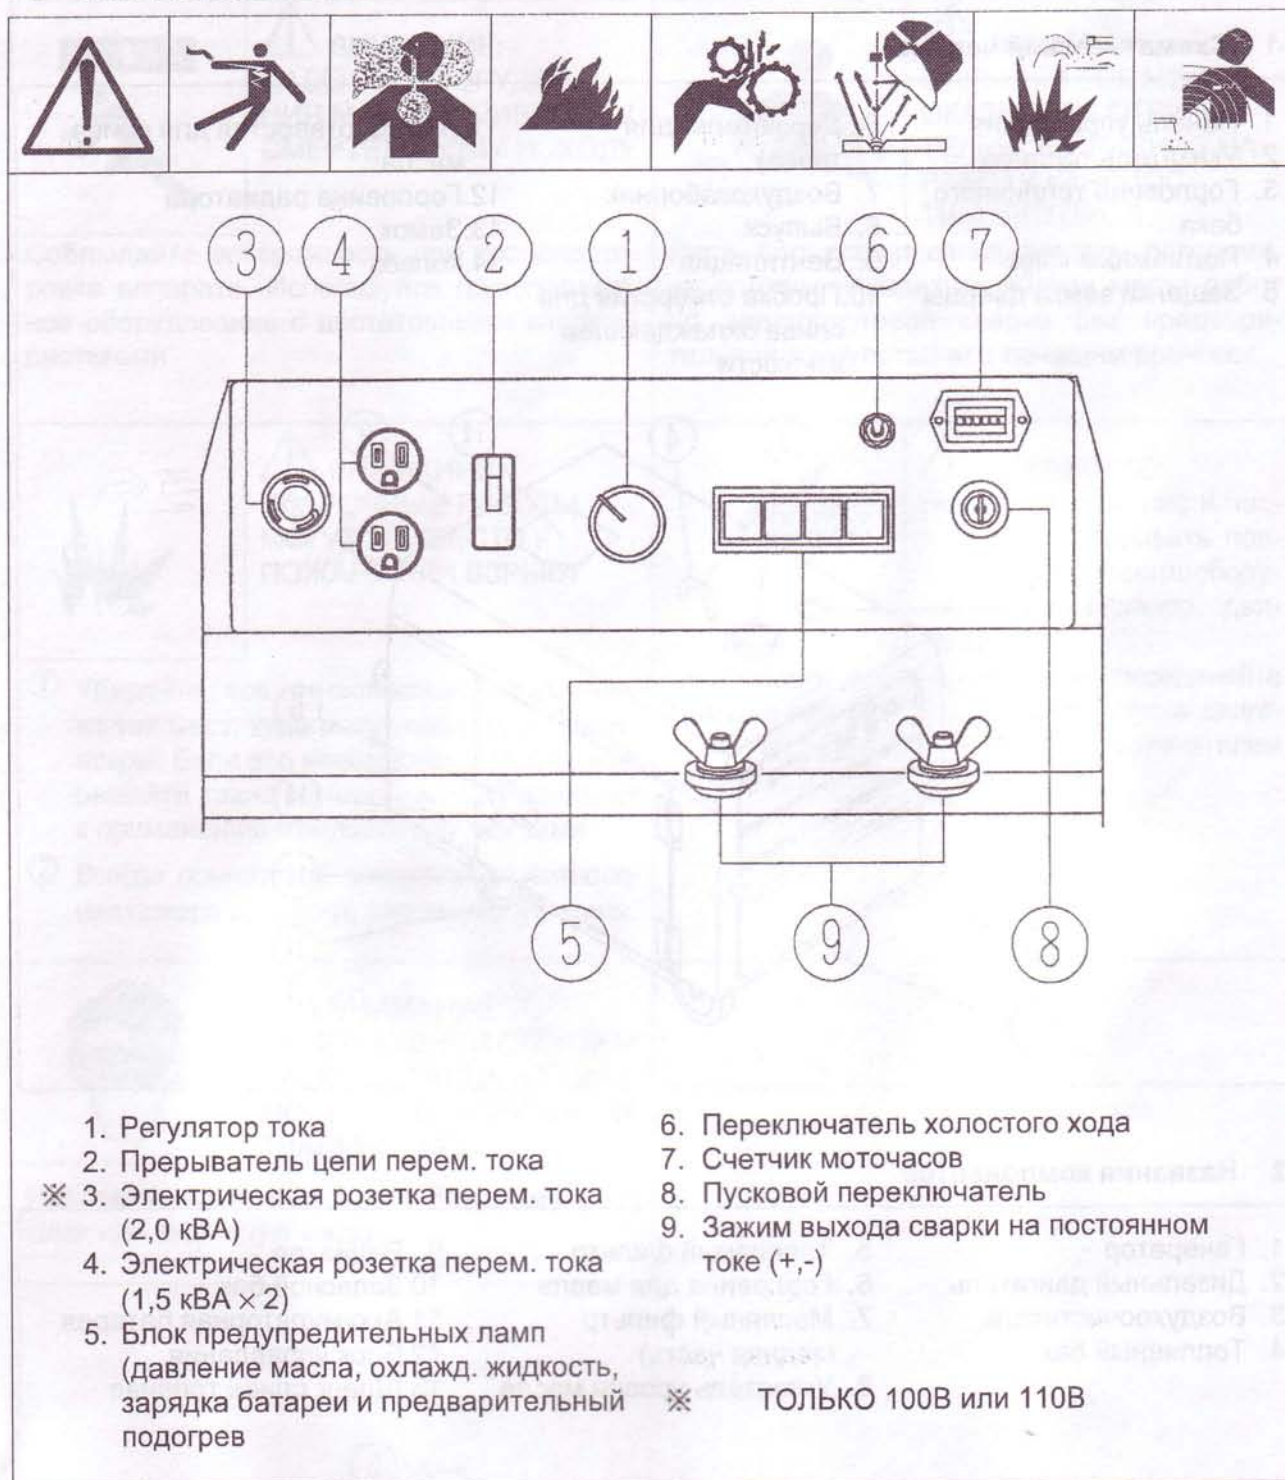 3 4 2 1 6 7
5 9 8
1. Регулятор тока
2. Прерыватель цепи перем. тока
※ 3. Электрическая розетка перем. тока
(2,0 кВА)
4. Электрическая розетка перем. тока
(1,5 кВА × 2)
5. Блок предупредительных ламп
(давление масла, охлажд. жидкость,
зарядка батареи и предварительный
подогрев
6. Переключатель холостого хода
7. Счетчик моточасов
8. Пусковой переключатель
9. Зажим выхода сварки на постоянном
токе (+,-)
※ ТОЛЬКО 100В или 110В